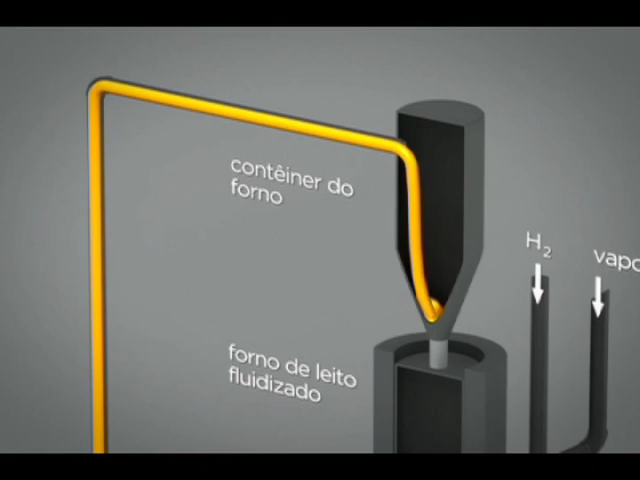 contêiner do
forno
H₂
vapo
forno de leito
fluidizado